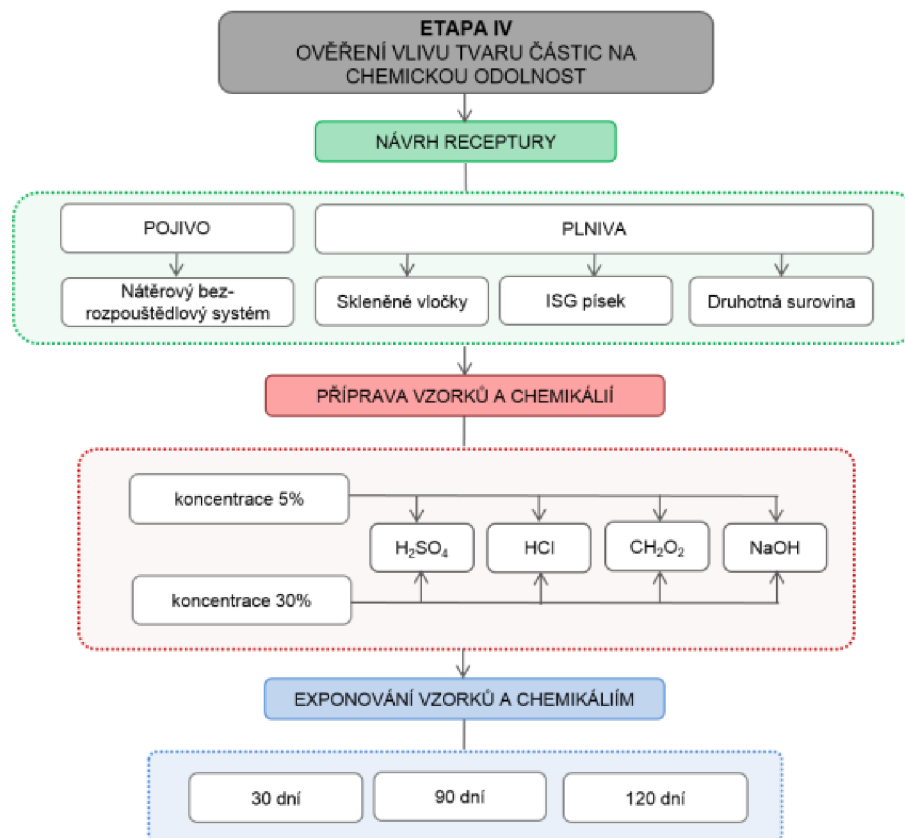 ETAPA IV
OVĚŘENÍ VLIVU TVARU ČÁSTIC NA
CHEMICKOU ODOLNOST
NÁVRH RECEPTURY
POJIVO
PLNIVA
Nátěrový bez-
rozpouštědlový systém
Skleněné vločky
ISG písek
Druhotná surovina
PŘÍPRAVA VZORKŮ A CHEMIKÁLIÍ
koncentrace 5%
H₂SO₄
HCl
CH₂O₂
NaOH
koncentrace 30%
EXPONOVÁNÍ VZORKŮ A CHEMIKÁLIÍM
30 dní
90 dní
120 dní